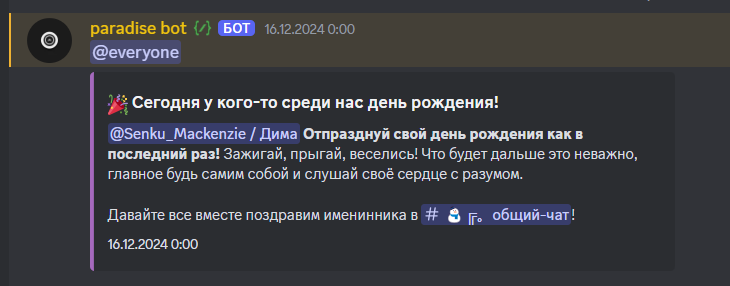 paradise bot {/} БОТ 16.12.2024 0:00
@everyone
Сегодня у кого-то среди нас день рождения!
@Senku_Mackenzie / Дима Отпразднуй свой день рождения как в
последний раз! Зажигай, прыгай, веселись! Что будет дальше это неважно,
главное будь самим собой и слушай своё сердце с разумом.
Давайте все вместе поздравим именинника в # ⛄╔。общий-чат!
16.12.2024 0:00